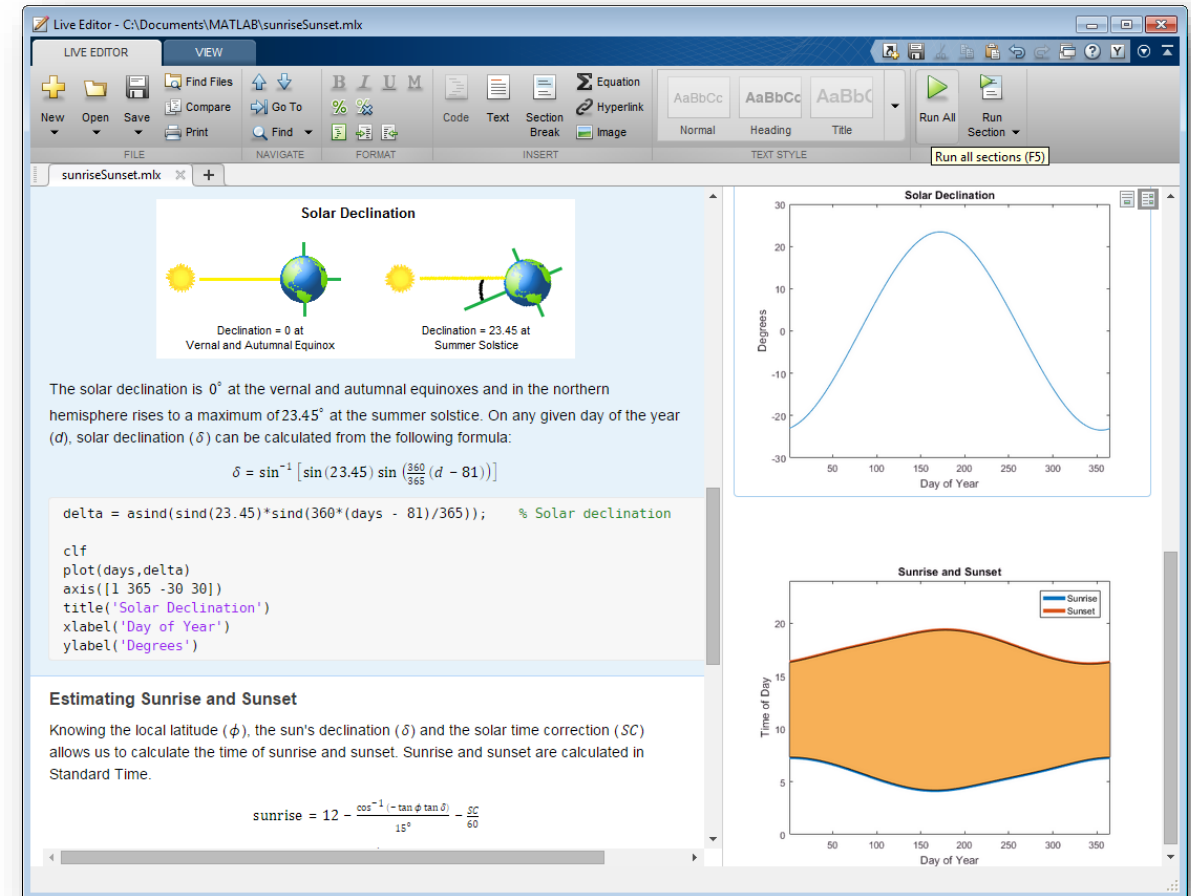 Live Editor - C:\Documents\MATLAB\sunriseSunset.mlx
LIVE EDITOR
VIEW
New
Open
Save
Find Files
Compare
Print
FILE
Go To
Find
NAVIGATE
B I U M
FORMAT
Code
Text
Section
Break
Equation
Hyperlink
Image
INSERT
AaBbCc
Normal
AaBbCc
Heading
AaBbC
Title
TEXT STYLE
Run All
Run
Section
Run all sections (F5)
sunriseSunset.mlx
Solar Declination
Declination = 0 at
Vernal and Autumnal Equinox
Declination = 23.45 at
Summer Solstice
The solar declination is 0° at the vernal and autumnal equinoxes and in the northern
hemisphere rises to a maximum of 23.45° at the summer solstice. On any given day of the year
(d), solar declination (δ) can be calculated from the following formula:
δ = sin⁻¹ [sin(23.45) sin (360/365 (d − 81))]
delta = asind(sind(23.45)*sind(360*(days - 81)/365)); % Solar declination
clf
plot(days,delta)
axis([1 365 -30 30])
title('Solar Declination')
xlabel('Day of Year')
ylabel('Degrees')
Estimating Sunrise and Sunset
Knowing the local latitude (ϕ), the sun's declination (δ) and the solar time correction (SC)
allows us to calculate the time of sunrise and sunset. Sunrise and sunset are calculated in
Standard Time.
sunrise = 12 − cos⁻¹(−tan ϕ tan δ)/15° − SC/60
Solar Declination
30
20
10
0
-10
-20
-30
Degrees
50 100 150 200 250 300 350
Day of Year
Sunrise and Sunset
Sunrise
Sunset
20
15
10
5
0
Time of Day
50 100 150 200 250 300 350
Day of Year